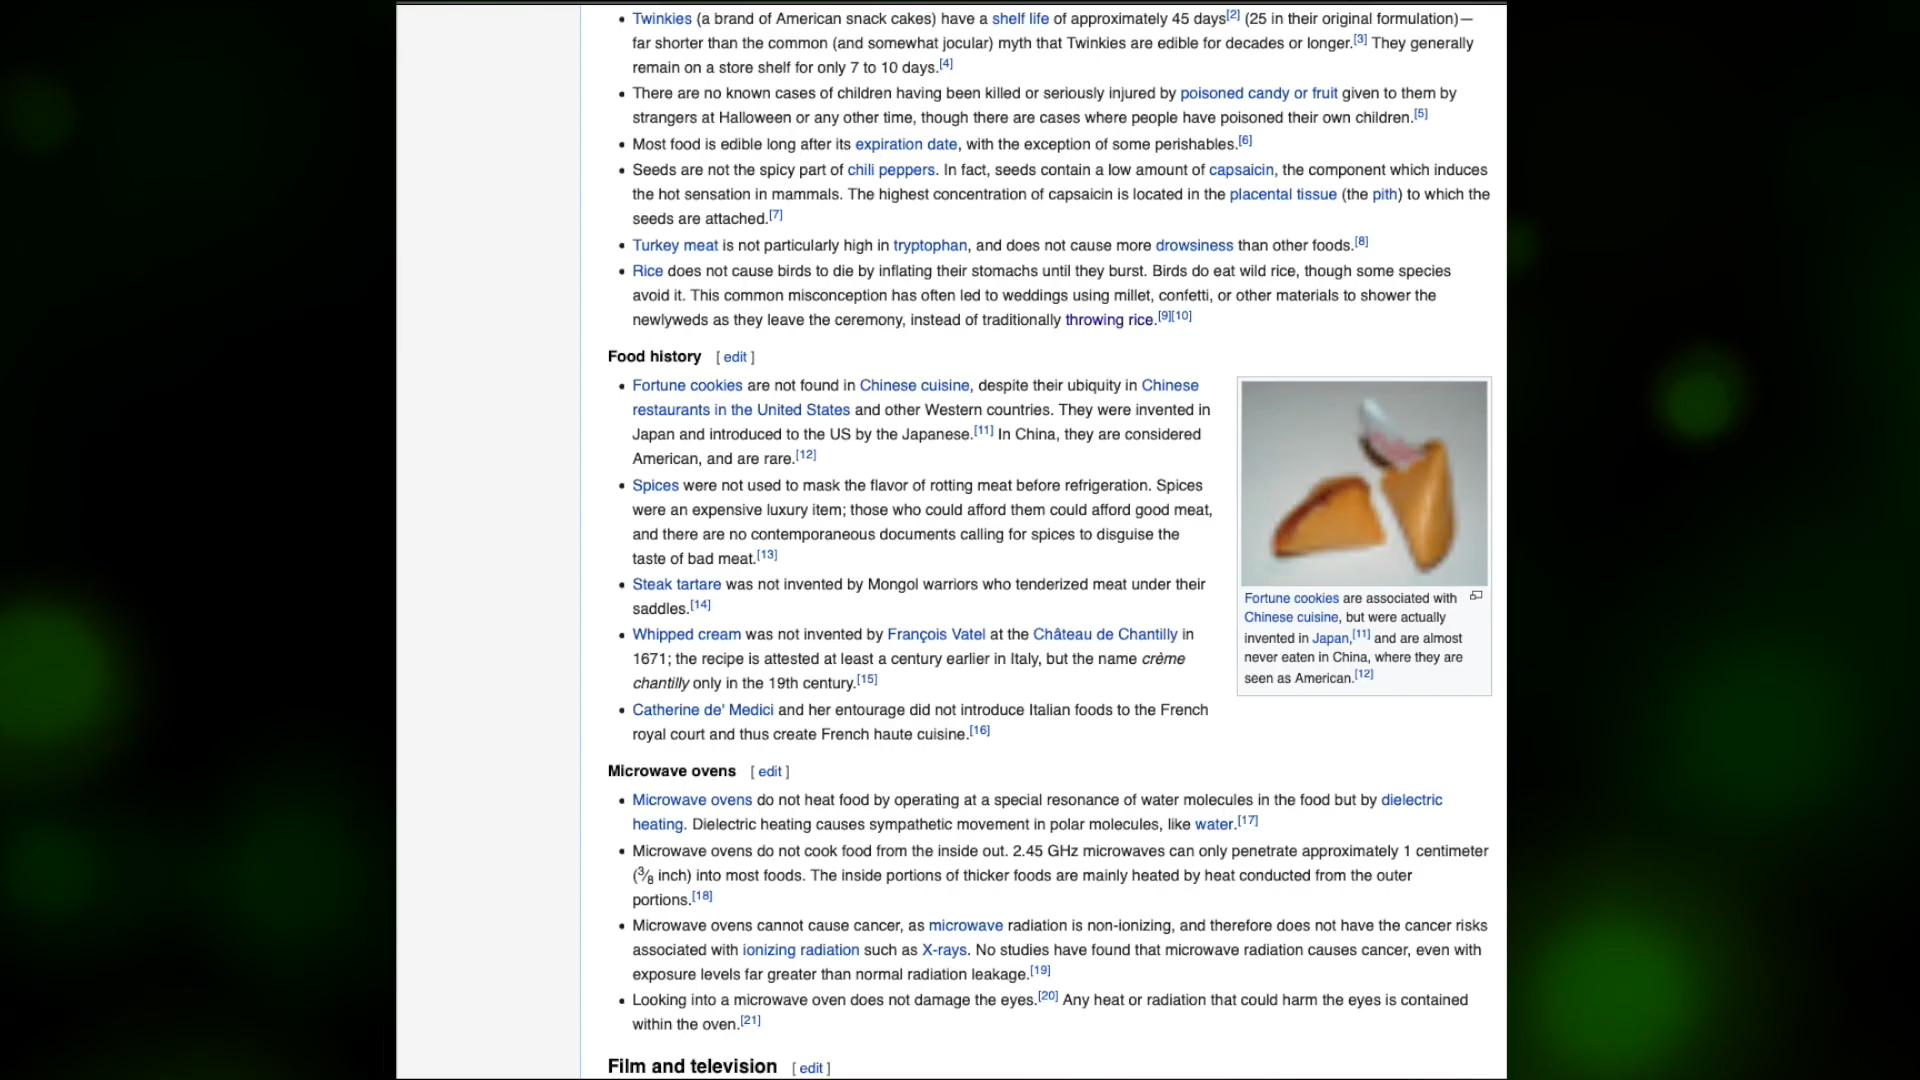 • Twinkies (a brand of American snack cakes) have a shelf life of approximately 45 days[2] (25 in their original formulation)—
far shorter than the common (and somewhat jocular) myth that Twinkies are edible for decades or longer.[3] They generally
remain on a store shelf for only 7 to 10 days.[4]
• There are no known cases of children having been killed or seriously injured by poisoned candy or fruit given to them by
strangers at Halloween or any other time, though there are cases where people have poisoned their own children.[5]
• Most food is edible long after its expiration date, with the exception of some perishables.[6]
• Seeds are not the spicy part of chili peppers. In fact, seeds contain a low amount of capsaicin, the component which induces
the hot sensation in mammals. The highest concentration of capsaicin is located in the placental tissue (the pith) to which the
seeds are attached.[7]
• Turkey meat is not particularly high in tryptophan, and does not cause more drowsiness than other foods.[8]
• Rice does not cause birds to die by inflating their stomachs until they burst. Birds do eat wild rice, though some species
avoid it. This common misconception has often led to weddings using millet, confetti, or other materials to shower the
newlyweds as they leave the ceremony, instead of traditionally throwing rice.[9][10]
Food history [ edit ]
• Fortune cookies are not found in Chinese cuisine, despite their ubiquity in Chinese
restaurants in the United States and other Western countries. They were invented in
Japan and introduced to the US by the Japanese.[11] In China, they are considered
American, and are rare.[12]
• Spices were not used to mask the flavor of rotting meat before refrigeration. Spices
were an expensive luxury item; those who could afford them could afford good meat,
and there are no contemporaneous documents calling for spices to disguise the
taste of bad meat.[13]
• Steak tartare was not invented by Mongol warriors who tenderized meat under their
saddles.[14]
• Whipped cream was not invented by François Vatel at the Château de Chantilly in
1671; the recipe is attested at least a century earlier in Italy, but the name crème
chantilly only in the 19th century.[15]
• Catherine de' Medici and her entourage did not introduce Italian foods to the French
royal court and thus create French haute cuisine.[16]
Fortune cookies are associated with
Chinese cuisine, but were actually
invented in Japan,[11] and are almost
never eaten in China, where they are
seen as American.[12]
Microwave ovens [ edit ]
• Microwave ovens do not heat food by operating at a special resonance of water molecules in the food but by dielectric
heating. Dielectric heating causes sympathetic movement in polar molecules, like water.[17]
• Microwave ovens do not cook food from the inside out. 2.45 GHz microwaves can only penetrate approximately 1 centimeter
(3⁄8 inch) into most foods. The inside portions of thicker foods are mainly heated by heat conducted from the outer
portions.[18]
• Microwave ovens cannot cause cancer, as microwave radiation is non-ionizing, and therefore does not have the cancer risks
associated with ionizing radiation such as X-rays. No studies have found that microwave radiation causes cancer, even with
exposure levels far greater than normal radiation leakage.[19]
• Looking into a microwave oven does not damage the eyes.[20] Any heat or radiation that could harm the eyes is contained
within the oven.[21]
Film and television [ edit ]